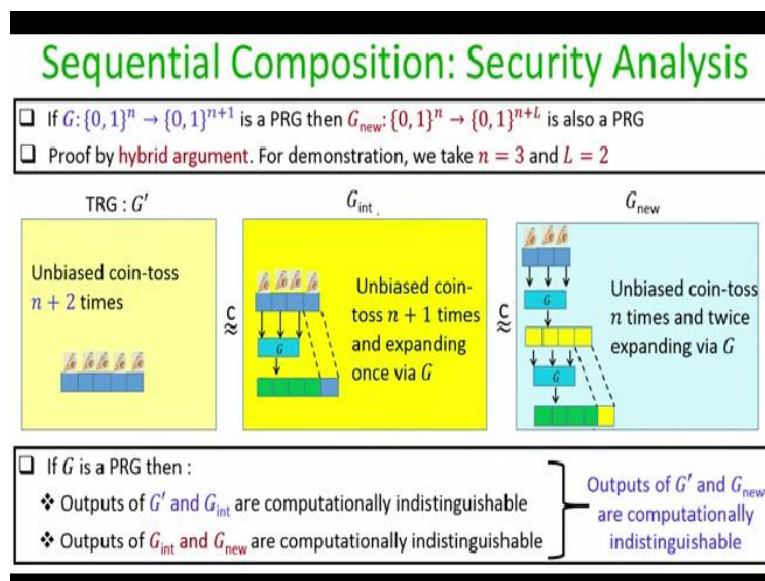 Sequential Composition: Security Analysis
❑ If G: {0, 1}ⁿ → {0, 1}ⁿ⁺¹ is a PRG then G_new: {0, 1}ⁿ → {0, 1}ⁿ⁺ᴸ is also a PRG
❑ Proof by hybrid argument. For demonstration, we take n = 3 and L = 2
TRG : G′
Unbiased coin-toss
n + 2 times
C
≈
G_int
G
Unbiased coin-
toss n + 1 times
and expanding
once via G
C
≈
G_new
G
G
Unbiased coin-toss
n times and twice
expanding via G
❑ If G is a PRG then :
❖ Outputs of G′ and G_int are computationally indistinguishable
❖ Outputs of G_int and G_new are computationally indistinguishable
Outputs of G′ and G_new
are computationally
indistinguishable